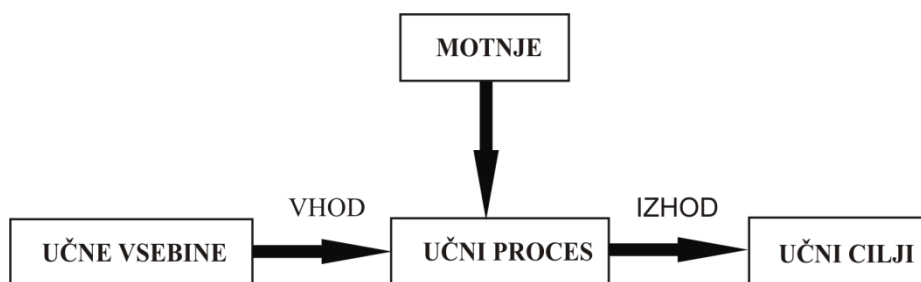 MOTNJE
VHOD
IZHOD
UČNE VSEBINE
UČNI PROCES
UČNI CILJI